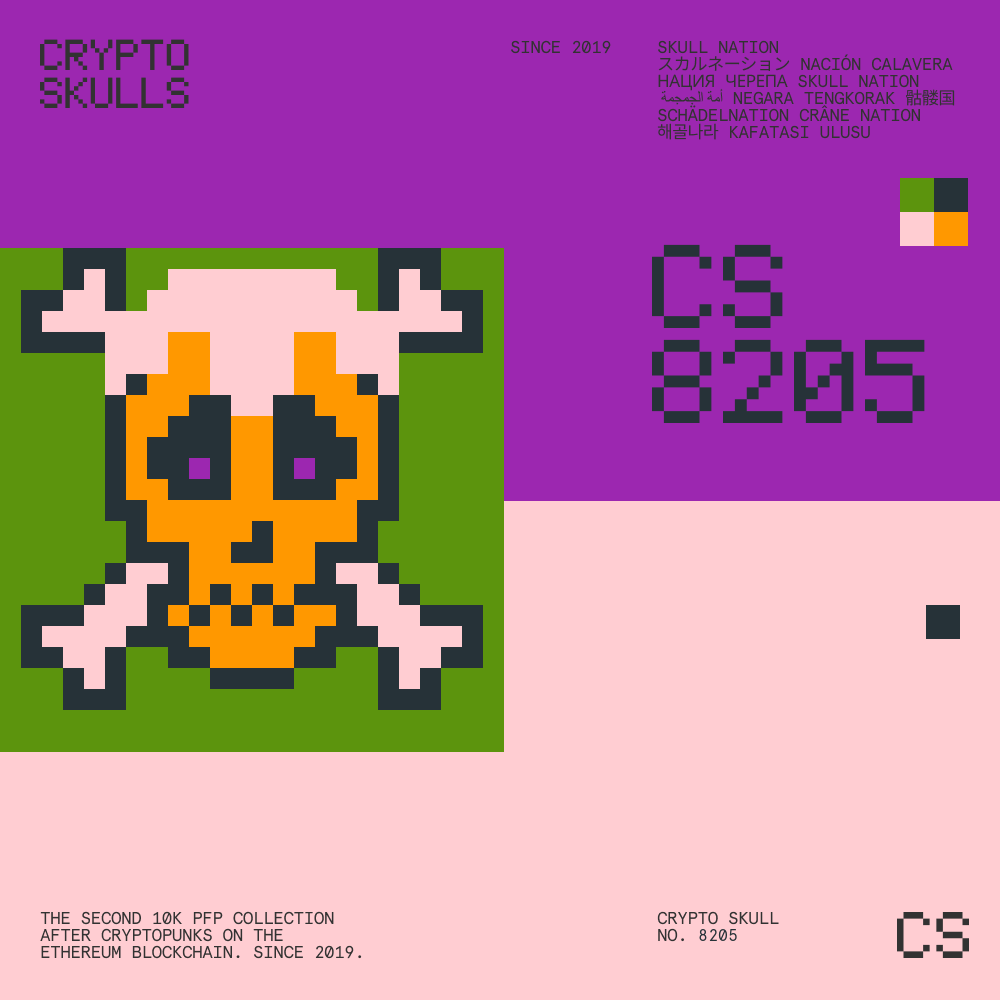 CRYPTO
SKULLS
SINCE 2019
SKULL NATION
スカルネーション NACIÓN CALAVERA
НАЦИЯ ЧЕРЕПА SKULL NATION
أمة الجمجمة NEGARA TENGKORAK 骷髅国
SCHÄDELNATION CRÂNE NATION
해골나라 KAFATASI ULUSU
CS
8205
THE SECOND 10K PFP COLLECTION
AFTER CRYPTOPUNKS ON THE
ETHEREUM BLOCKCHAIN. SINCE 2019.
CRYPTO SKULL
NO. 8205
CS